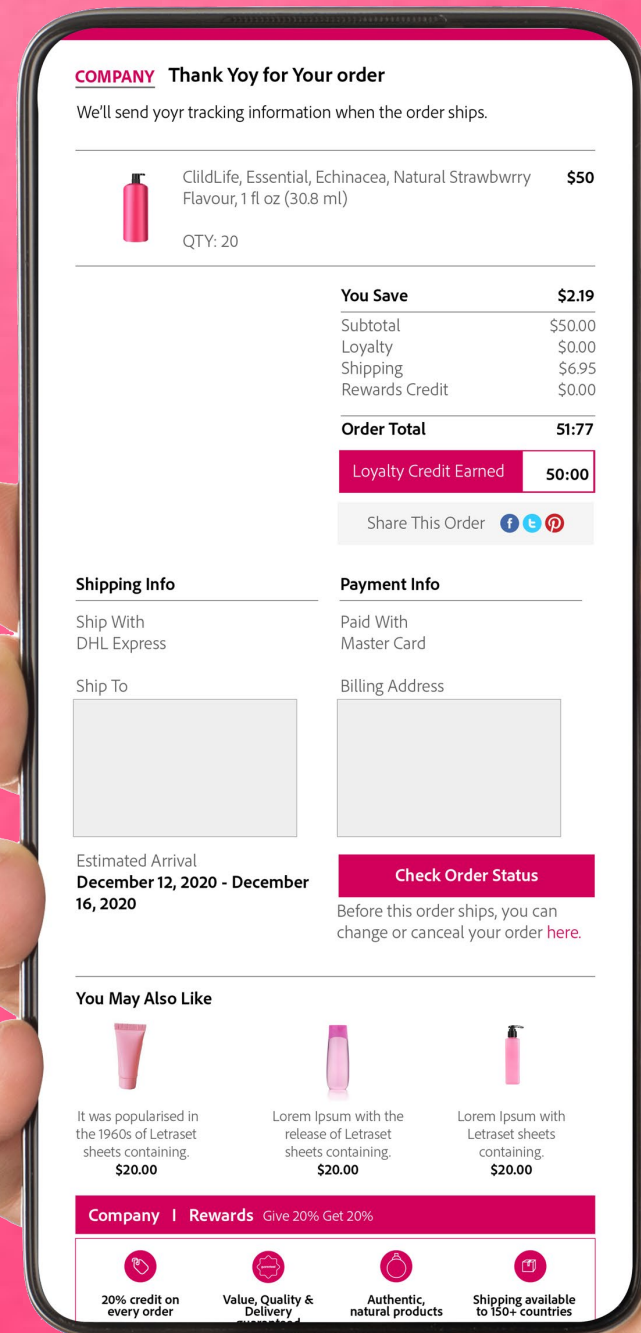 COMPANY Thank Yoy for Your order
We'll send yoyr tracking information when the order ships.
ClildLife, Essential, Echinacea, Natural Strawbwrry $50
Flavour, 1 fl oz (30.8 ml)
QTY: 20
You Save $2.19
Subtotal $50.00
Loyalty $0.00
Shipping $6.95
Rewards Credit $0.00
Order Total 51:77
Loyalty Credit Earned 50:00
Share This Order
Shipping Info
Ship With
DHL Express
Ship To
Payment Info
Paid With
Master Card
Billing Address
Estimated Arrival
December 12, 2020 - December
16, 2020
Check Order Status
Before this order ships, you can
change or canceal your order here.
You May Also Like
It was popularised in
the 1960s of Letraset
sheets containing.
$20.00
Lorem Ipsum with the
release of Letraset
sheets containing.
$20.00
Lorem Ipsum with
Letraset sheets
containing.
$20.00
Company I Rewards Give 20% Get 20%
20% credit on
every order
Value, Quality &
Delivery
guaranteed
Authentic,
natural products
Shipping available
to 150+ countries